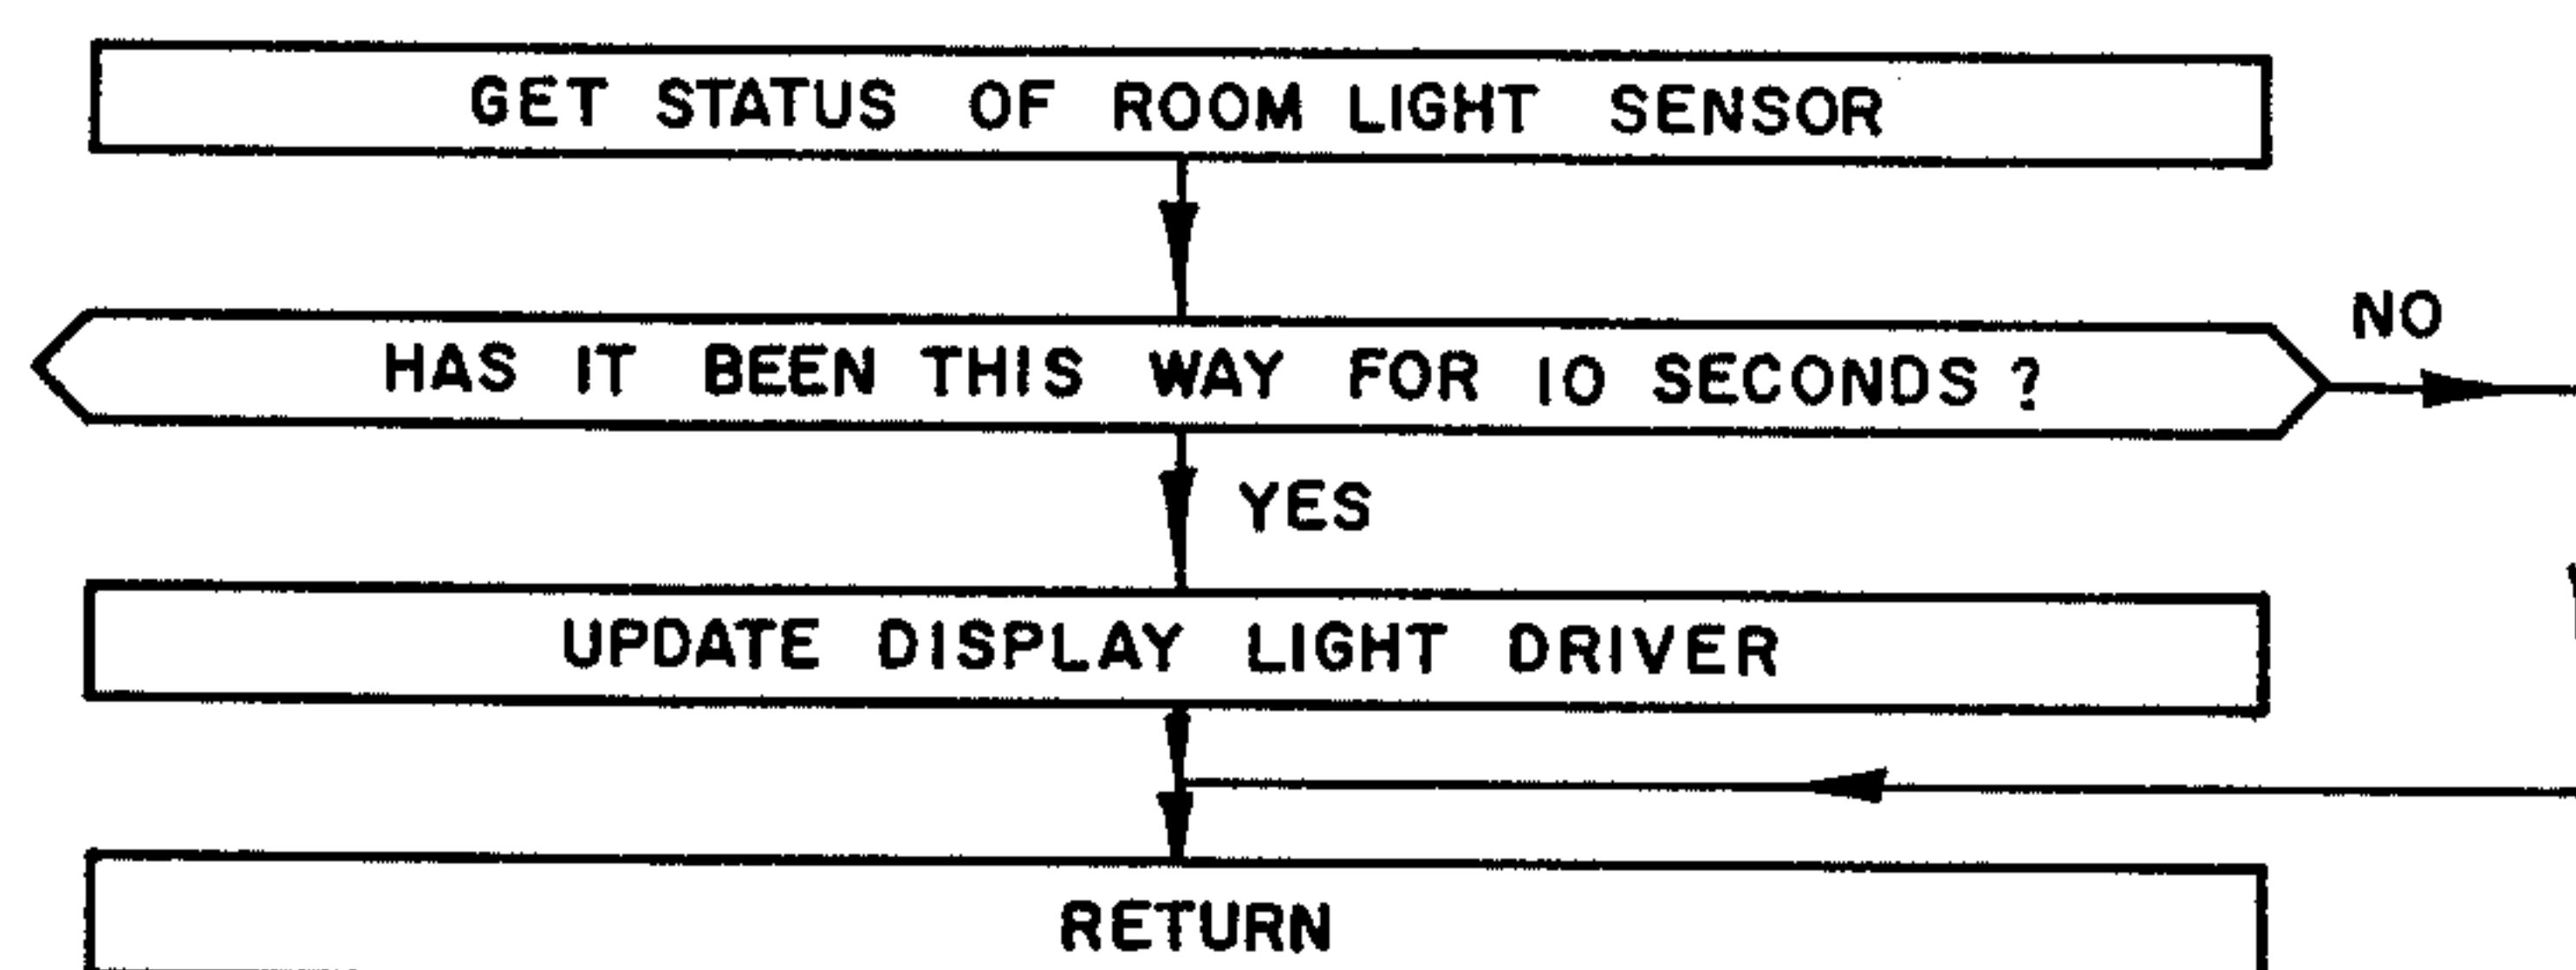 GET STATUS OF ROOM LIGHT SENSOR
HAS IT BEEN THIS WAY FOR 10 SECONDS ?
NO
YES
UPDATE DISPLAY LIGHT DRIVER
RETURN